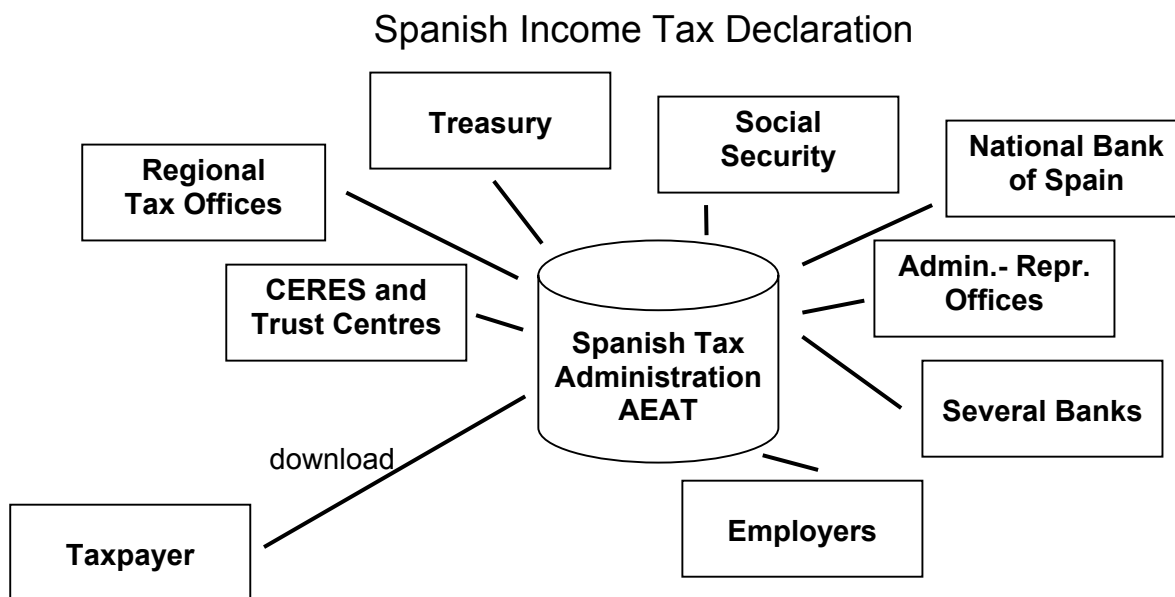 Spanish Income Tax Declaration
Treasury
Social
Security
National Bank
of Spain
Regional
Tax Offices
Admin.- Repr.
Offices
CERES and
Trust Centres
Spanish Tax
Administration
AEAT
Several Banks
download
Employers
Taxpayer